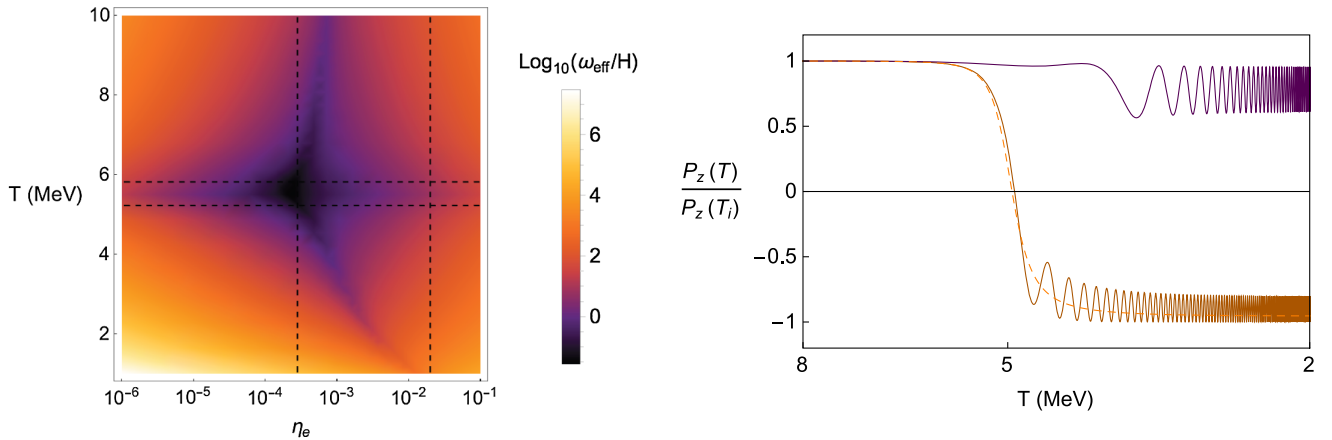 10
8
6
4
2
T (MeV)
10⁻⁶ 10⁻⁵ 10⁻⁴ 10⁻³ 10⁻² 10⁻¹
ηₑ
Log₁₀(ω_eff/H)
6
4
2
0
1
0.5
0
−0.5
−1
P_z(T)
P_z(T_i)
8 5 2
T (MeV)